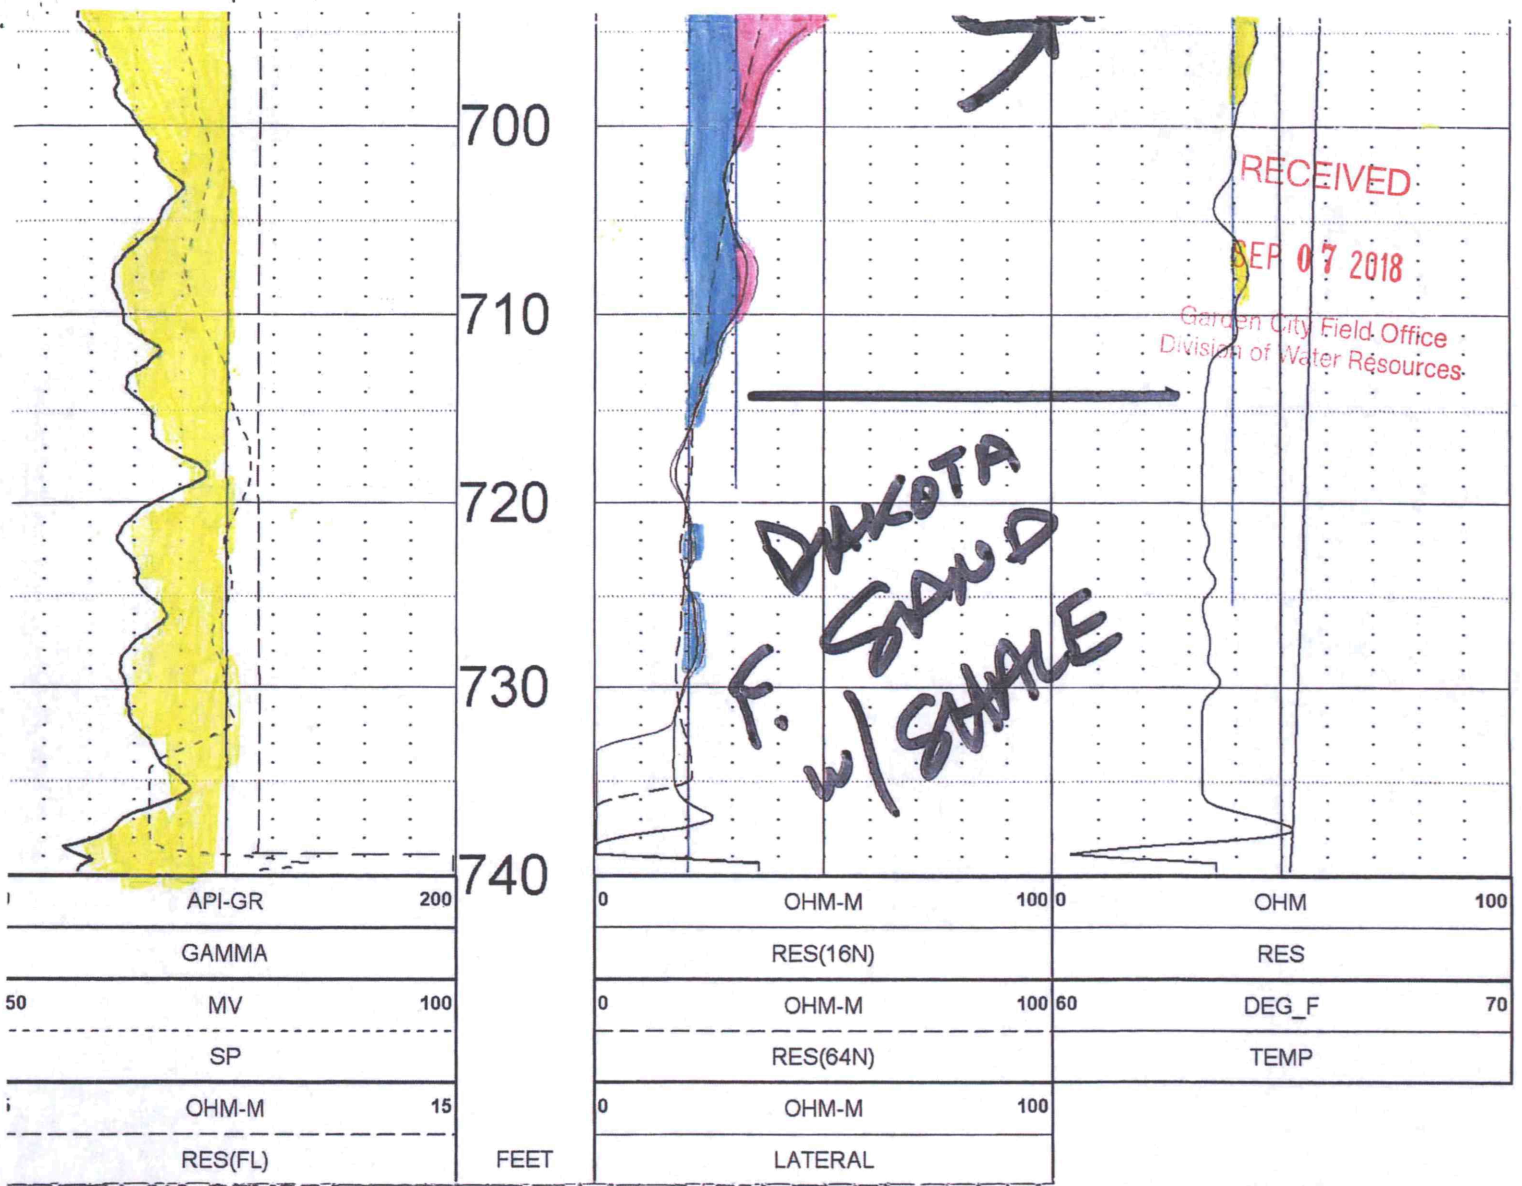 700
RECEIVED
SEP 07 2018
710
Garden City Field Office
Division of Water Resources
720
DAKOTA
F. SAND
w/ SHALE
730
740
API-GR 200
0 OHM-M 100
0 OHM 100
GAMMA
RES(16N)
RES
50 MV 100
0 OHM-M 100
60 DEG_F 70
SP
RES(64N)
TEMP
OHM-M 15
0 OHM-M 100
RES(FL)
FEET
LATERAL